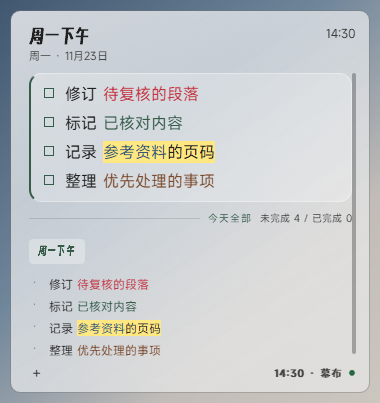 周一下午 14:30
周一 · 11月23日
修订 待复核的段落
标记 已核对内容
记录 参考资料的页码
整理 优先处理的事项
今天全部 未完成 4 / 已完成 0
周一下午
· 修订 待复核的段落
· 标记 已核对内容
· 记录 参考资料的页码
· 整理 优先处理的事项
+ 14:30 · 幕布